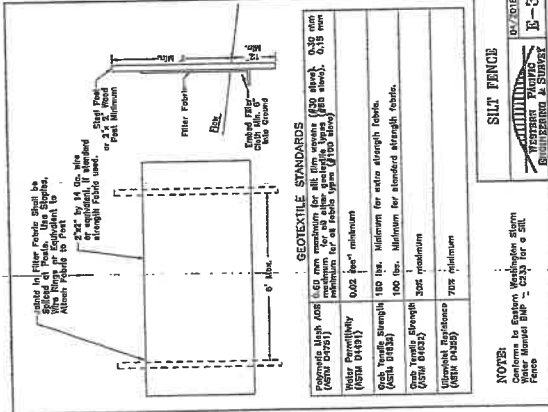 Joints in Filter Fabric Shall be
Spliced at Posts. Use Staples,
Wire Rings or Equivalent to
Attach Fabric to Post
2"x2" by 14 Ga. wire
or equivalent, if standard
strength fabric used.
Steel Post
or 2"x 2" Wood
Post Minimum
Filter Fabric
Flow
Min.
12"
Min.
Embed Filter
Cloth Min. 6"
Into Ground
6' Max.
GEOTEXTILE STANDARDS
Polymeric Mesh AOS
(ASTM D4751)
0.60 mm maximum for slit film wovens (#30 sieve). 0.30 mm
maximum for all other geotextile types (#50 sieve). 0.15 mm
minimum for all fabric types (#100 sieve)
Water Permittivity
(ASTM D4491)
0.02 sec⁻¹ minimum
Grab Tensile Strength
(ASTM D4632)
180 lbs. Minimum for extra strength fabric.
100 lbs. Minimum for standard strength fabric.
Grab Tensile Strength
(ASTM D4632)
30% maximum
Ultraviolet Resistance
(ASTM D4355)
70% minimum
NOTE:
Conforms to Eastern Washington Storm
Water Manual BMP - C233 for a Silt
Fence
SILT FENCE
WESTERN PACIFIC
ENGINEERING & SURVEY
04/2016